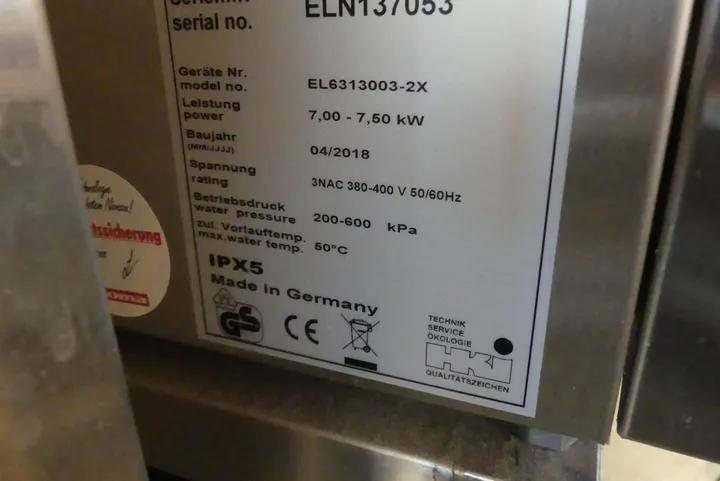 serial no. ELN137053
Geräte Nr.
model no. EL6313003-2X
Leistung
power 7,00 - 7,50 kW
Baujahr
(MM/JJJJ) 04/2018
Spannung
rating 3NAC 380-400 V 50/60Hz
Betriebsdruck
water pressure 200-600 kPa
zul. Vorlauftemp.
max.water temp. 50°C
IPX5
Made in Germany
GS CE
TECHNIK
SERVICE
ÖKOLOGIE
HKI
QUALITÄTSZEICHEN